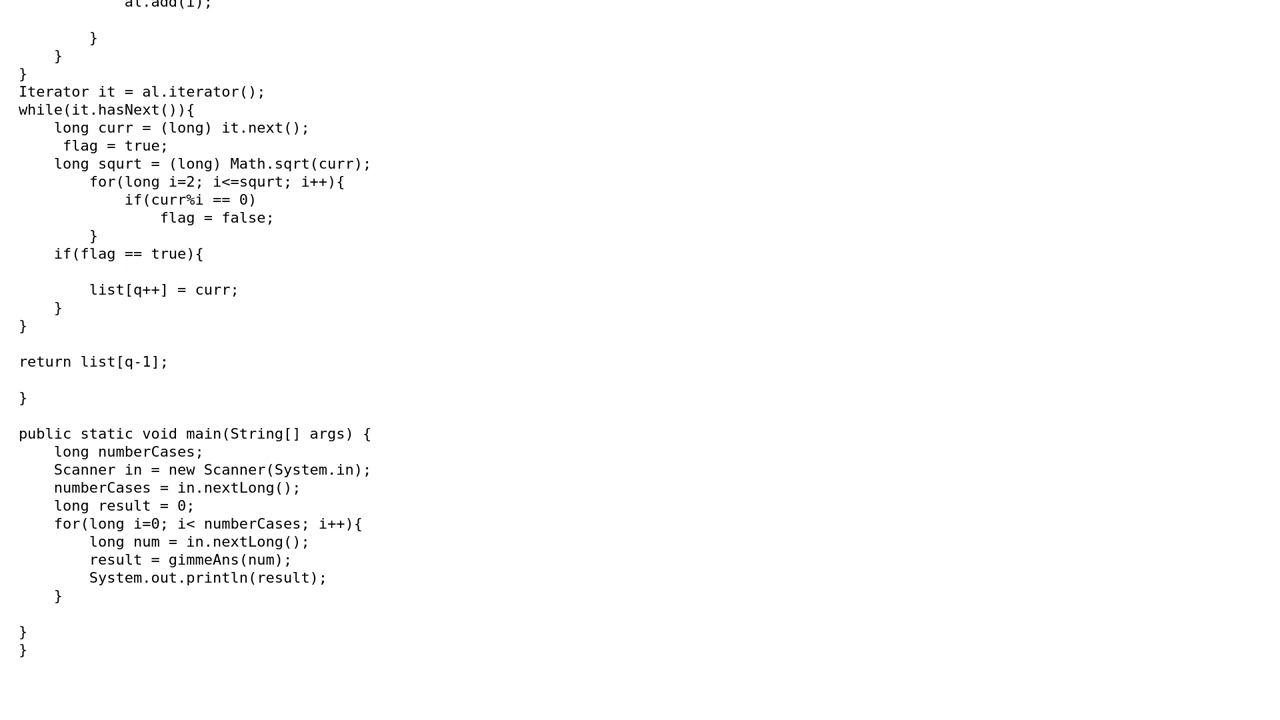 al.add(i);
}
}
}
Iterator it = al.iterator();
while(it.hasNext()){
long curr = (long) it.next();
flag = true;
long squrt = (long) Math.sqrt(curr);
for(long i=2; i<=squrt; i++){
if(curr%i == 0)
flag = false;
}
if(flag == true){
list[q++] = curr;
}
}
return list[q-1];
}
public static void main(String[] args) {
long numberCases;
Scanner in = new Scanner(System.in);
numberCases = in.nextLong();
long result = 0;
for(long i=0; i< numberCases; i++){
long num = in.nextLong();
result = gimmeAns(num);
System.out.println(result);
}
}
}